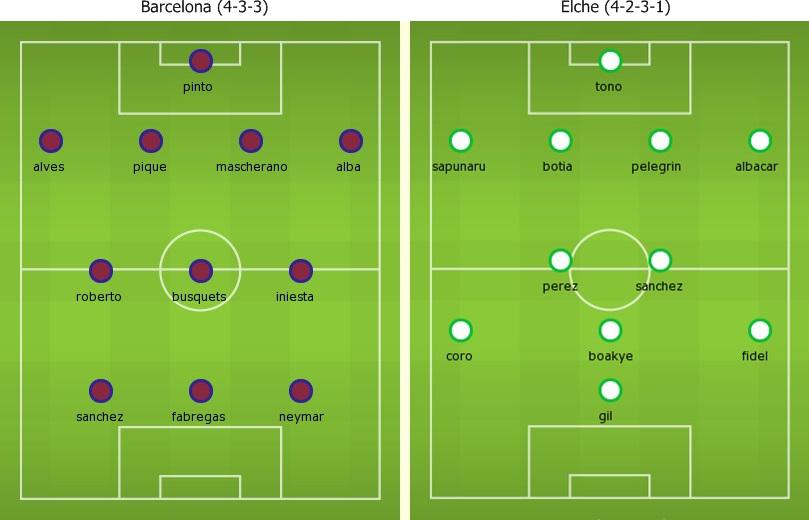 Barcelona (4-3-3)
pinto
alves pique mascherano alba
roberto busquets iniesta
sanchez fabregas neymar
Elche (4-2-3-1)
tono
sapunaru botia pelegrin albacar
perez sanchez
coro boakye fidel
gil